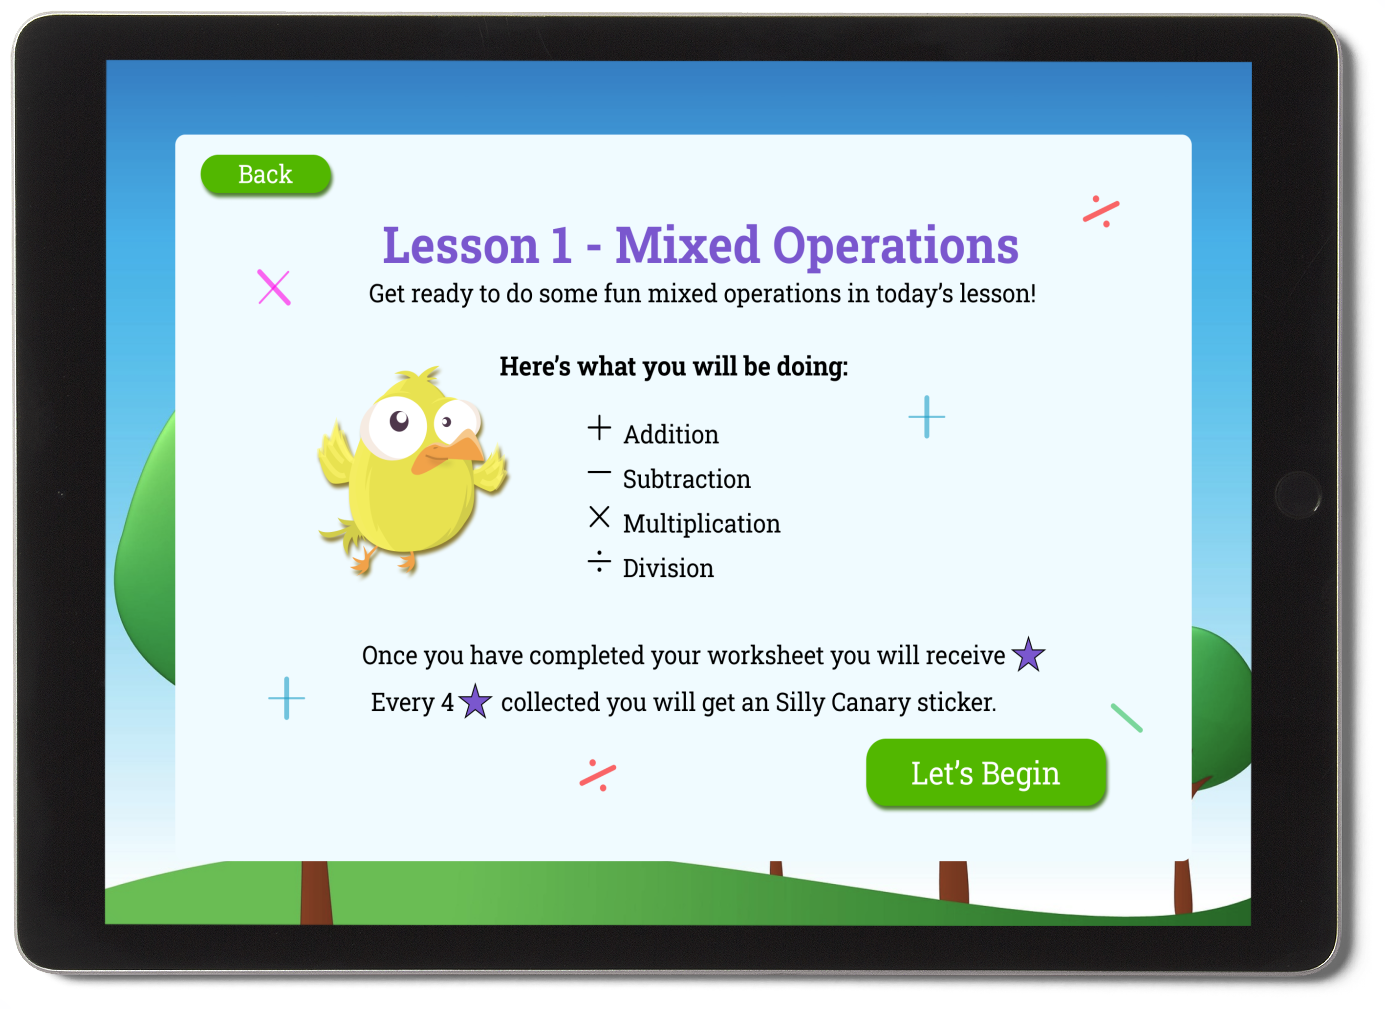 Back
Lesson 1 - Mixed Operations
Get ready to do some fun mixed operations in today's lesson!
Here's what you will be doing:
+ Addition
− Subtraction
× Multiplication
÷ Division
Once you have completed your worksheet you will receive
Every 4 collected you will get an Silly Canary sticker.
Let's Begin